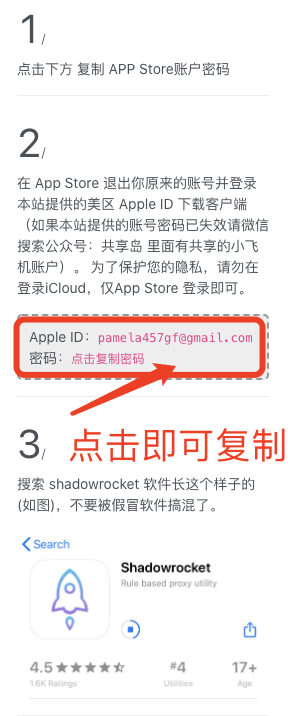 1/
点击下方 复制 APP Store账户密码
2/
在 App Store 退出你原来的账号并登录
本站提供的美区 Apple ID 下载客户端
（如果本站提供的账号密码已失效请微信
搜索公众号：共享岛 里面有共享的小飞
机账户）。 为了保护您的隐私，请勿在
登录iCloud，仅App Store 登录即可。
Apple ID：pamela457gf@gmail.com
密码：点击复制密码
3/
点击即可复制
搜索 shadowrocket 软件长这个样子的
(如图)，不要被假冒软件搞混了。
Search
Shadowrocket
Rule based proxy utility
4.5 ★★★★⯪ #4 17+
1.6K Ratings Utilities Age